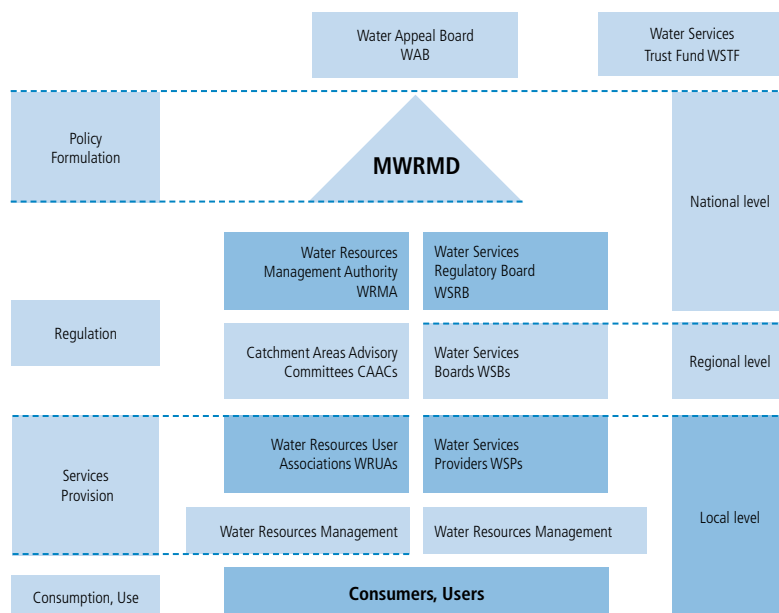 Water Appeal Board
WAB
Water Services
Trust Fund WSTF
Policy
Formulation
MWRMD
National level
Water Resources
Management Authority
WRMA
Water Services
Regulatory Board
WSRB
Regulation
Catchment Areas Advisory
Committees CAACs
Water Services
Boards WSBs
Regional level
Services
Provision
Water Resources User
Associations WRUAs
Water Services
Providers WSPs
Local level
Water Resources Management
Water Resources Management
Consumption, Use
Consumers, Users